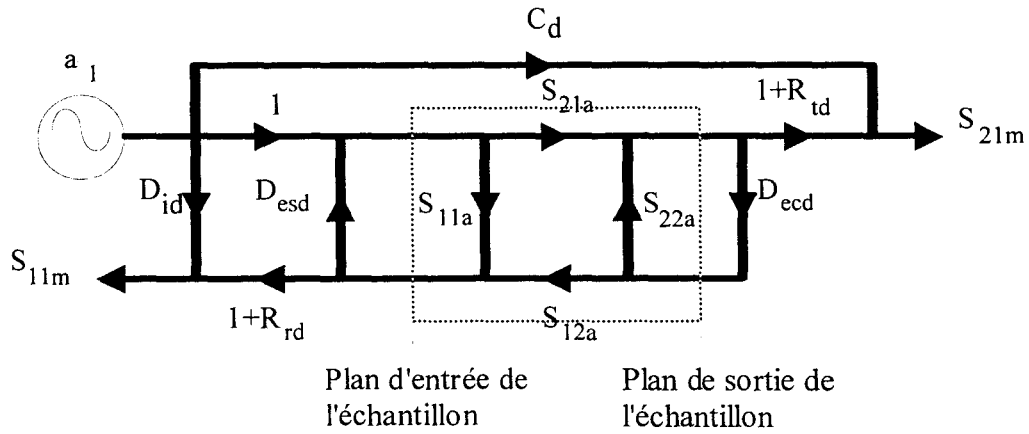 C_d
a_1
S_21a
1
1+R_td
S_21m
D_id
D_esd
S_11a
S_22a
D_ecd
S_11m
1+R_rd
S_12a
Plan d'entrée de
l'échantillon
Plan de sortie de
l'échantillon